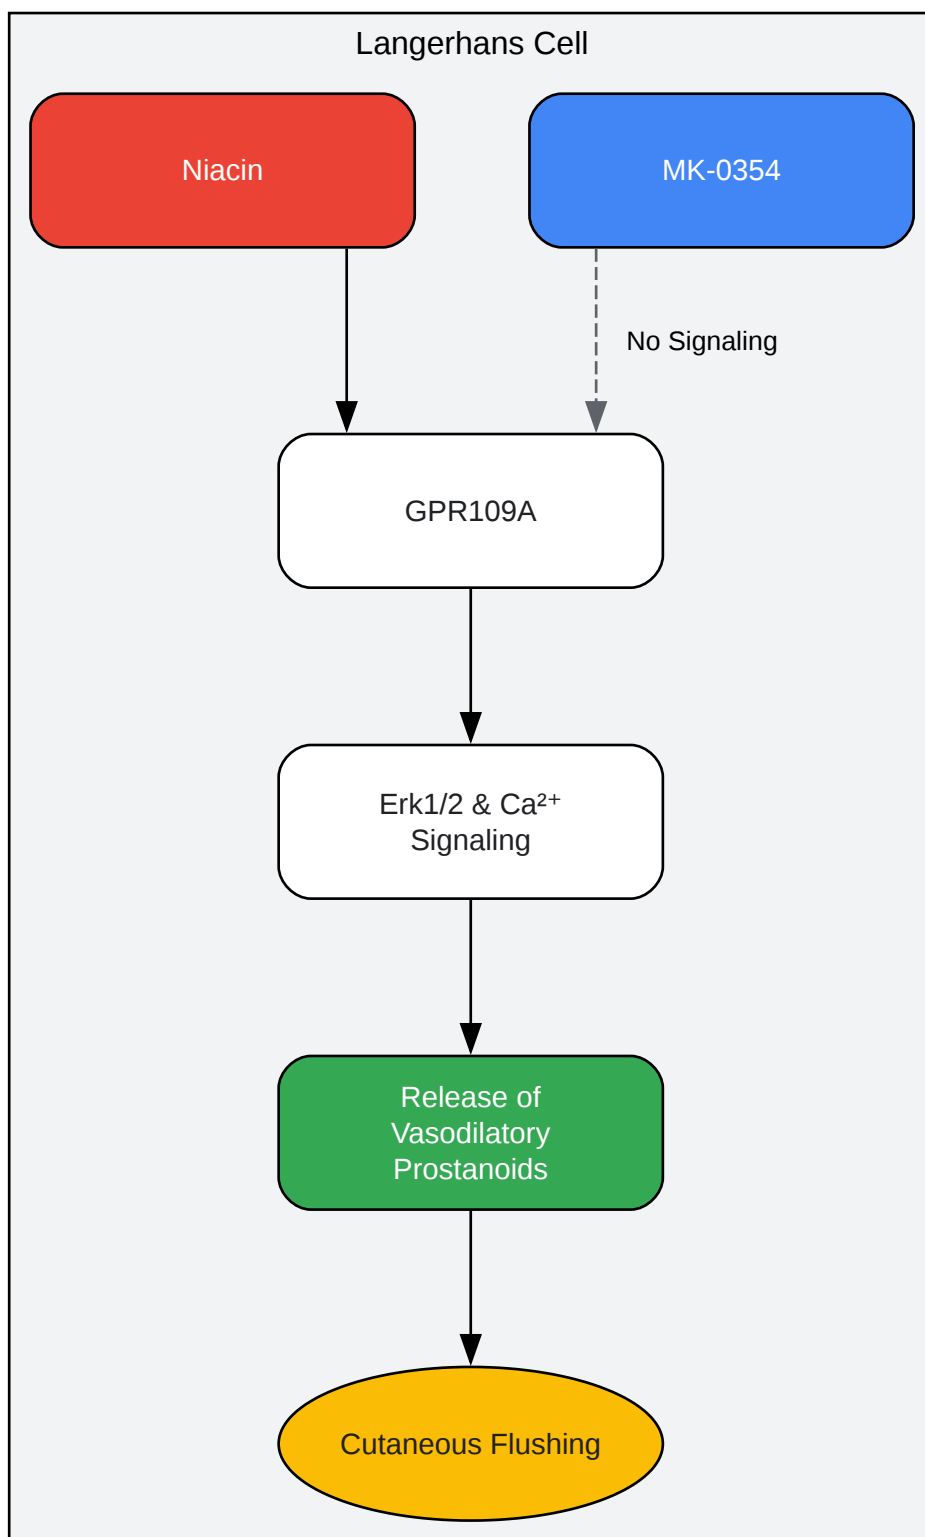 Langerhans Cell
Niacin
MK-0354
No Signaling
GPR109A
Erk1/2 & Ca²⁺
Signaling
Release of
Vasodilatory
Prostanoids
Cutaneous Flushing